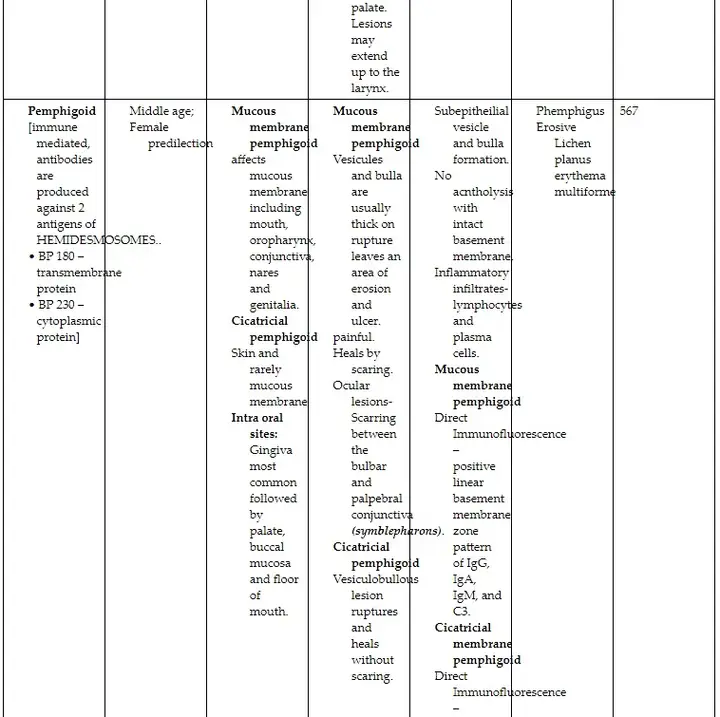 palate.
Lesions
may
extend
up to the
larynx.
Pemphigoid
[immune
mediated,
antibodies
are
produced
against 2
antigens of
HEMIDESMOSOMES..
• BP 180 –
transmembrane
protein
• BP 230 –
cytoplasmic
protein]
Middle age;
Female
predilection
Mucous
membrane
pemphigoid
affects
mucous
membrane
including
mouth,
oropharynx,
conjunctiva,
nares
and
genitalia.
Cicatricial
pemphigoid
Skin and
rarely
mucous
membrane
Intra oral
sites:
Gingiva
most
common
followed
by
palate,
buccal
mucosa
and floor
of
mouth.
Mucous
membrane
pemphigoid
Vesicules
and bulla
are
usually
thick on
rupture
leaves an
area of
erosion
and
ulcer.
painful.
Heals by
scaring.
Ocular
lesions-
Scarring
between
the
bulbar
and
palpebral
conjunctiva
(symblepharons).
Cicatricial
pemphigoid
Vesiculobullous
lesion
ruptures
and
heals
without
scaring.
Subepitheilial
vesicle
and bulla
formation.
No
acntholysis
with
intact
basement
membrane.
Inflammatory
infiltrates-
lymphocytes
and
plasma
cells.
Mucous
membrane
pemphigoid
Direct
Immunofluorescence
–
positive
linear
basement
membrane
zone
pattern
of IgG,
IgA,
IgM, and
C3.
Cicatricial
membrane
pemphigoid
Direct
Immunofluorescence
–
Phemphigus
Erosive
Lichen
planus
erythema
multiforme
567